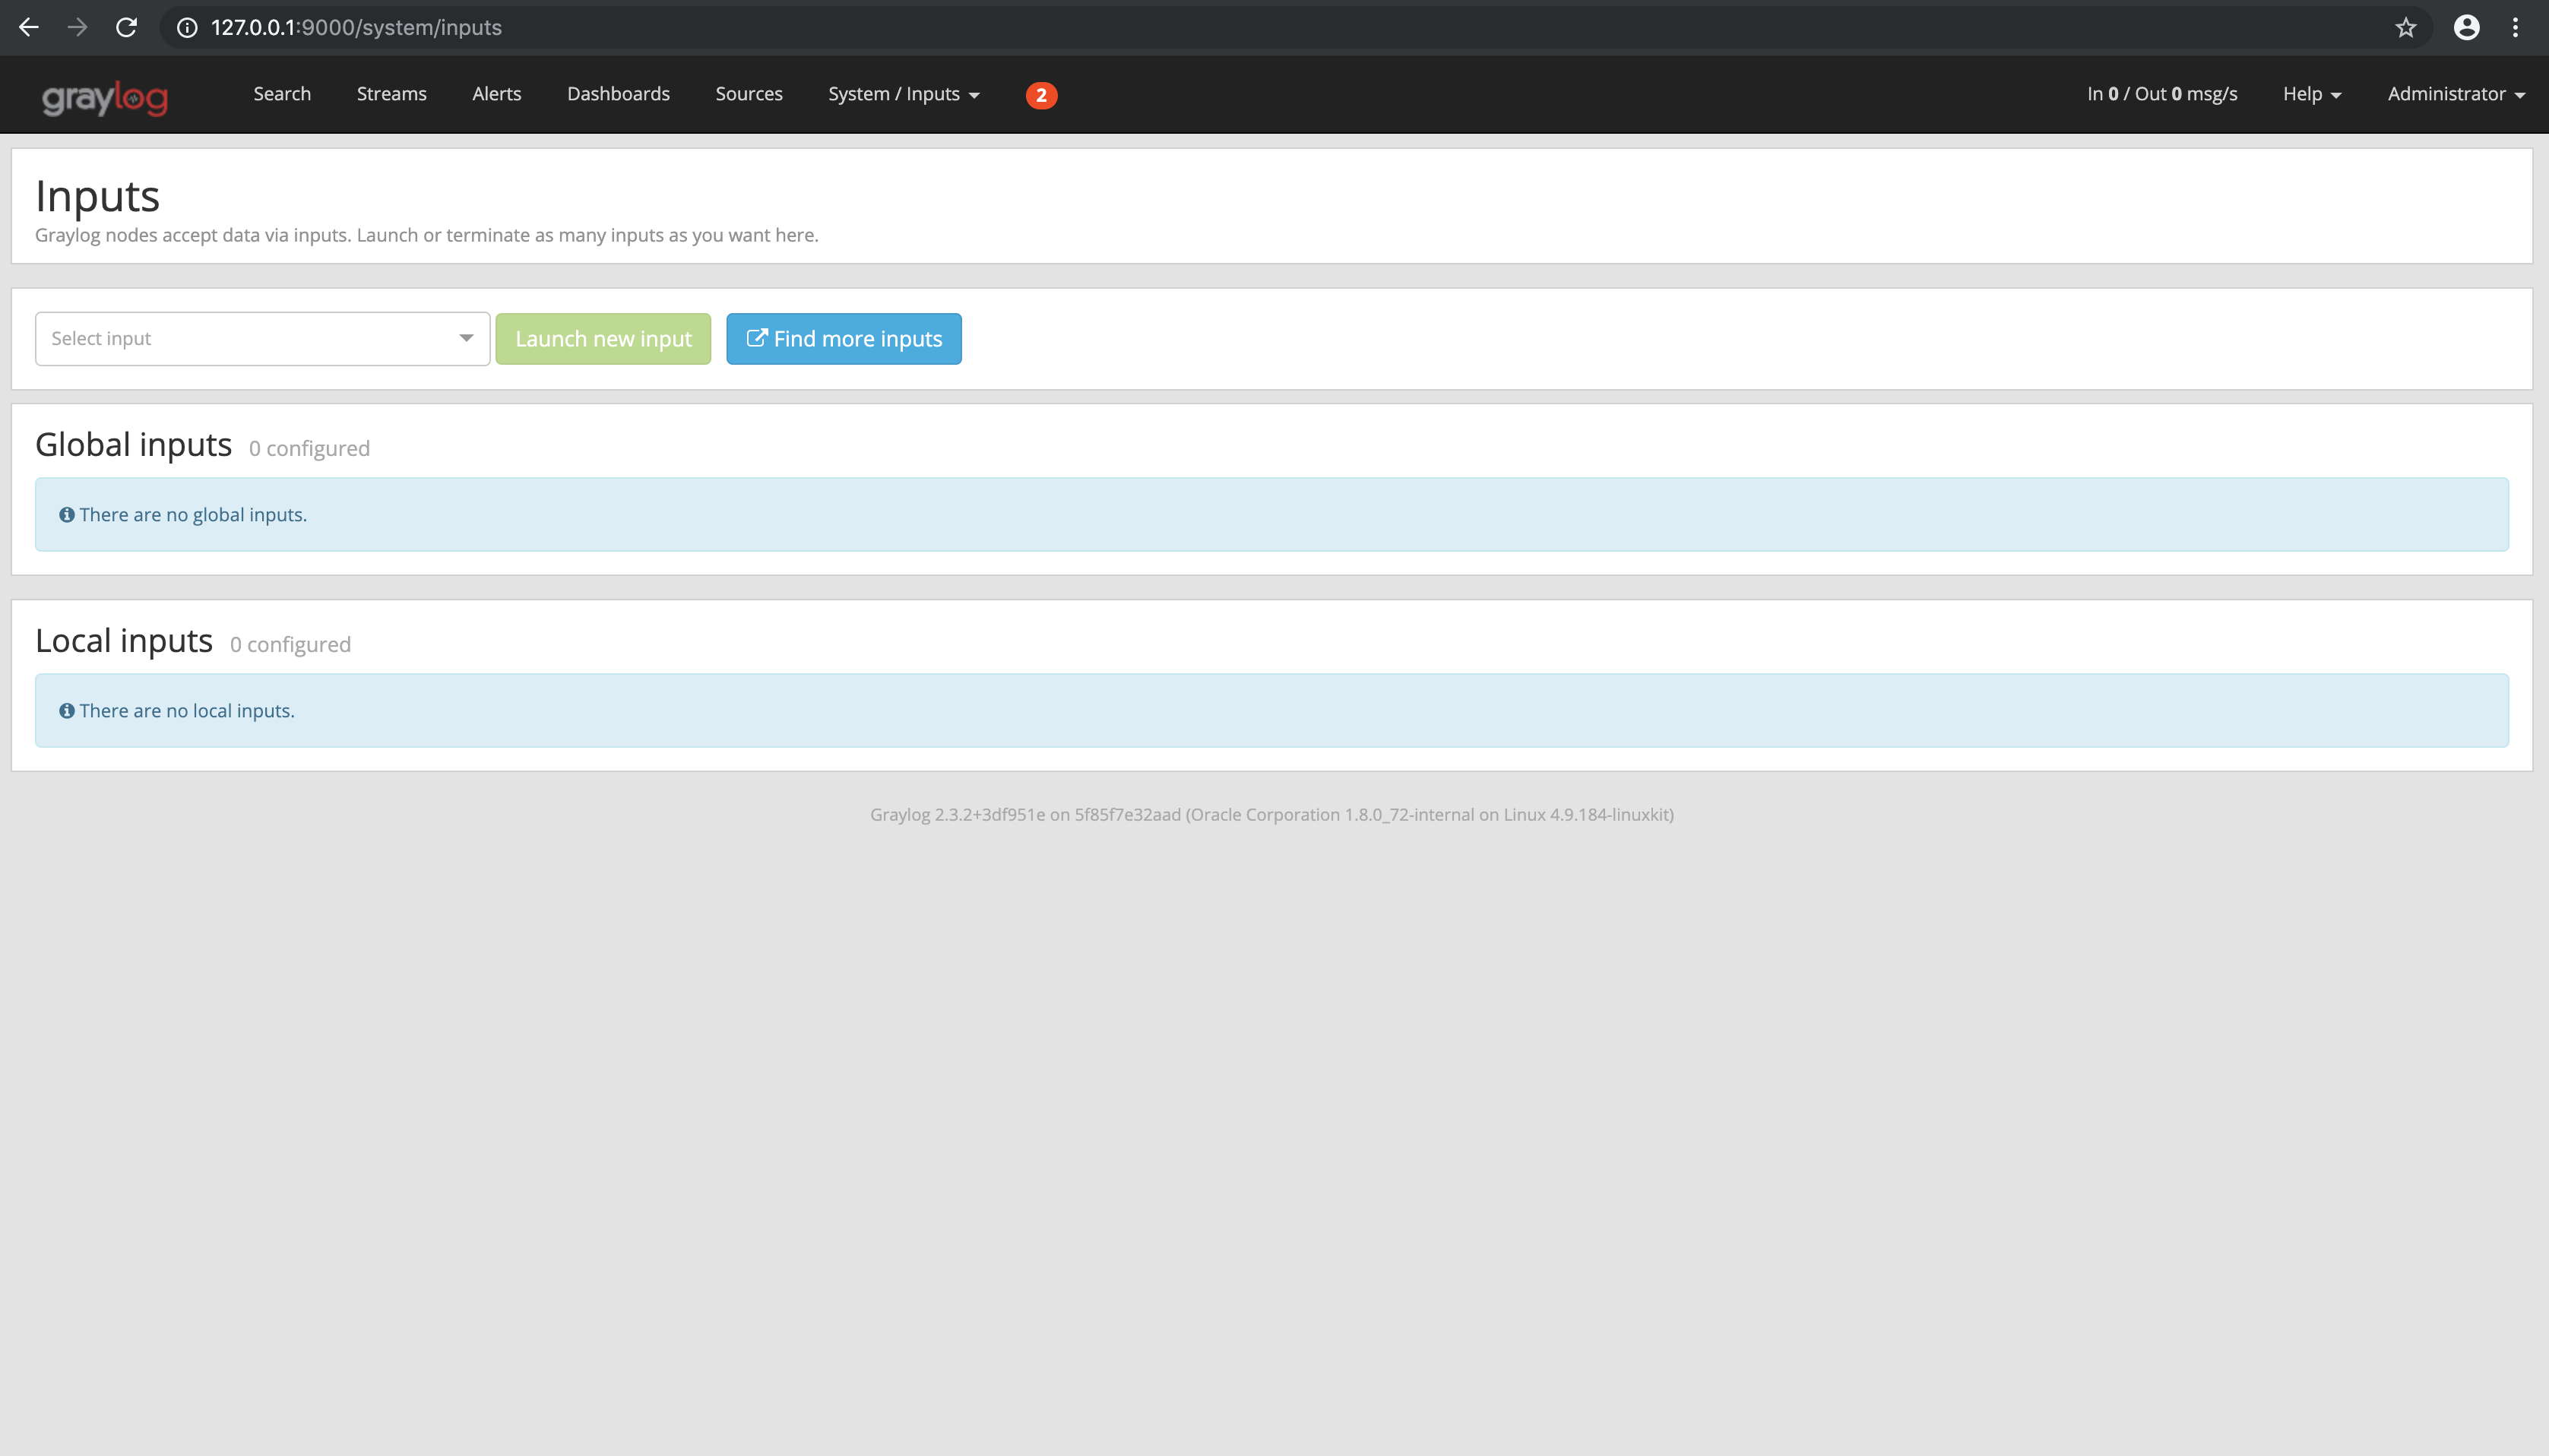 127.0.0.1:9000/system/inputs
graylog Search Streams Alerts Dashboards Sources System / Inputs 2 In 0 / Out 0 msg/s Help Administrator
Inputs
Graylog nodes accept data via inputs. Launch or terminate as many inputs as you want here.
Select input Launch new input Find more inputs
Global inputs 0 configured
There are no global inputs.
Local inputs 0 configured
There are no local inputs.
Graylog 2.3.2+3df951e on 5f85f7e32aad (Oracle Corporation 1.8.0_72-internal on Linux 4.9.184-linuxkit)